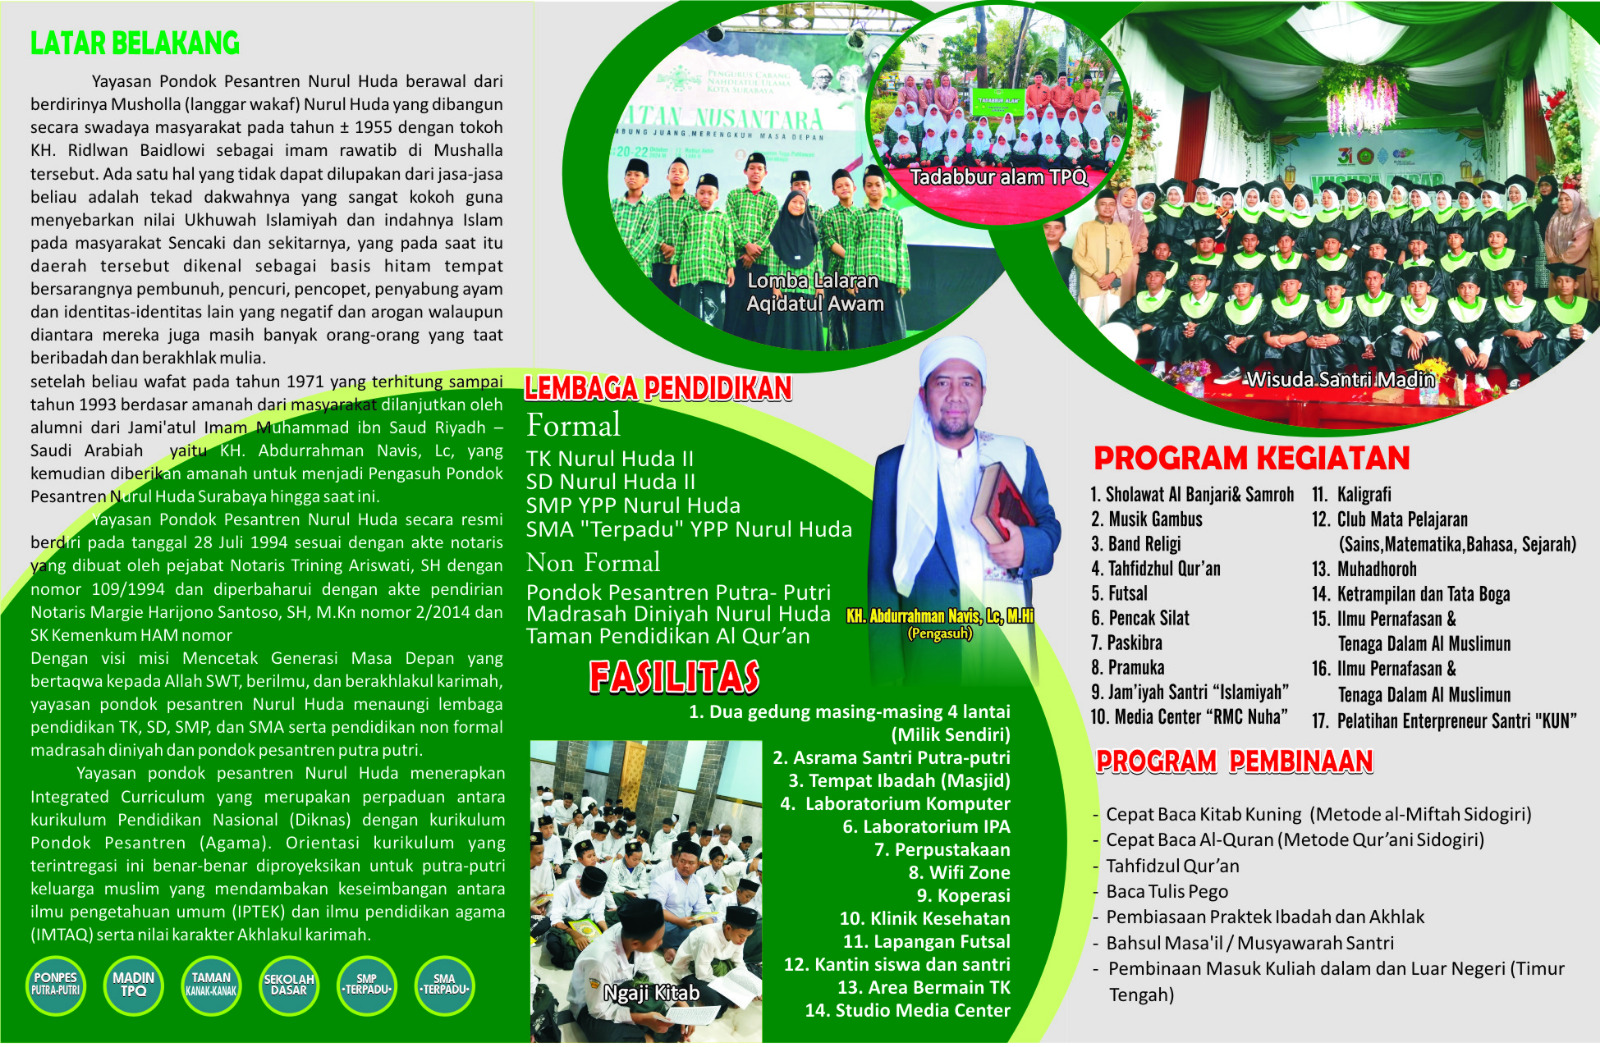 LATAR BELAKANG
Yayasan Pondok Pesantren Nurul Huda berawal dari
berdirinya Musholla (langgar wakaf) Nurul Huda yang dibangun
secara swadaya masyarakat pada tahun ± 1955 dengan tokoh
KH. Ridlwan Baidlowi sebagai imam rawatib di Mushalla
tersebut. Ada satu hal yang tidak dapat dilupakan dari jasa-jasa
beliau adalah tekad dakwahnya yang sangat kokoh guna
menyebarkan nilai Ukhuwah Islamiyah dan indahnya Islam
pada masyarakat Sencaki dan sekitarnya, yang pada saat itu
daerah tersebut dikenal sebagai basis hitam tempat
bersarangnya pembunuh, pencuri, pencopet, penyabung ayam
dan identitas-identitas lain yang negatif dan arogan walaupun
diantara mereka juga masih banyak orang-orang yang taat
beribadah dan berakhlak mulia.
setelah beliau wafat pada tahun 1971 yang terhitung sampai
tahun 1993 berdasar amanah dari masyarakat dilanjutkan oleh
alumni dari Jami'atul Imam Muhammad ibn Saud Riyadh –
Saudi Arabiah yaitu KH. Abdurrahman Navis, Lc, yang
kemudian diberikan amanah untuk menjadi Pengasuh Pondok
Pesantren Nurul Huda Surabaya hingga saat ini.
Yayasan Pondok Pesantren Nurul Huda secara resmi
berdiri pada tanggal 28 Juli 1994 sesuai dengan akte notaris
yang dibuat oleh pejabat Notaris Trining Ariswati, SH dengan
nomor 109/1994 dan diperbaharui dengan akte pendirian
Notaris Margie Harijono Santoso, SH, M.Kn nomor 2/2014 dan
SK Kemenkum HAM nomor
Dengan visi misi Mencetak Generasi Masa Depan yang
bertaqwa kepada Allah SWT, berilmu, dan berakhlakul karimah,
yayasan pondok pesantren Nurul Huda menaungi lembaga
pendidikan TK, SD, SMP, dan SMA serta pendidikan non formal
madrasah diniyah dan pondok pesantren putra putri.
Yayasan pondok pesantren Nurul Huda menerapkan
Integrated Curriculum yang merupakan perpaduan antara
kurikulum Pendidikan Nasional (Diknas) dengan kurikulum
Pondok Pesantren (Agama). Orientasi kurikulum yang
terintregasi ini benar-benar diproyeksikan untuk putra-putri
keluarga muslim yang mendambakan keseimbangan antara
ilmu pengetahuan umum (IPTEK) dan ilmu pendidikan agama
(IMTAQ) serta nilai karakter Akhlakul karimah.
PONPES
PUTRA-PUTRI
MADIN
TPQ
TAMAN
KANAK-KANAK
SEKOLAH
DASAR
SMP
-TERPADU-
SMA
-TERPADU-
PENGURUS CABANG
NAHDLATUL ULAMA
KOTA SURABAYA
ATAN NUSANTARA
BUNG JUANG, MERENGKUH MASA DEPAN
20-22
Lomba Lalaran
Aqidatul Awam
TADABBUR ALAM
Tadabbur alam TPQ
Wisuda Santri Madin
LEMBAGA PENDIDIKAN
Formal
TK Nurul Huda II
SD Nurul Huda II
SMP YPP Nurul Huda
SMA "Terpadu" YPP Nurul Huda
Non Formal
Pondok Pesantren Putra- Putri
Madrasah Diniyah Nurul Huda
Taman Pendidikan Al Qur’an
KH. Abdurrahman Navis, Lc, M.Hi
(Pengasuh)
FASILITAS
1. Dua gedung masing-masing 4 lantai
(Milik Sendiri)
2. Asrama Santri Putra-putri
3. Tempat Ibadah (Masjid)
4. Laboratorium Komputer
6. Laboratorium IPA
7. Perpustakaan
8. Wifi Zone
9. Koperasi
10. Klinik Kesehatan
11. Lapangan Futsal
12. Kantin siswa dan santri
13. Area Bermain TK
14. Studio Media Center
Ngaji Kitab
PROGRAM KEGIATAN
1. Sholawat Al Banjari& Samroh
2. Musik Gambus
3. Band Religi
4. Tahfidzhul Qur’an
5. Futsal
6. Pencak Silat
7. Paskibra
8. Pramuka
9. Jam’iyah Santri “Islamiyah”
10. Media Center “RMC Nuha”
11. Kaligrafi
12. Club Mata Pelajaran
(Sains,Matematika,Bahasa, Sejarah)
13. Muhadhoroh
14. Ketrampilan dan Tata Boga
15. Ilmu Pernafasan &
Tenaga Dalam Al Muslimun
16. Ilmu Pernafasan &
Tenaga Dalam Al Muslimun
17. Pelatihan Enterpreneur Santri "KUN”
PROGRAM PEMBINAAN
- Cepat Baca Kitab Kuning (Metode al-Miftah Sidogiri)
- Cepat Baca Al-Quran (Metode Qur’ani Sidogiri)
- Tahfidzul Qur’an
- Baca Tulis Pego
- Pembiasaan Praktek Ibadah dan Akhlak
- Bahsul Masa'il / Musyawarah Santri
- Pembinaan Masuk Kuliah dalam dan Luar Negeri (Timur
Tengah)